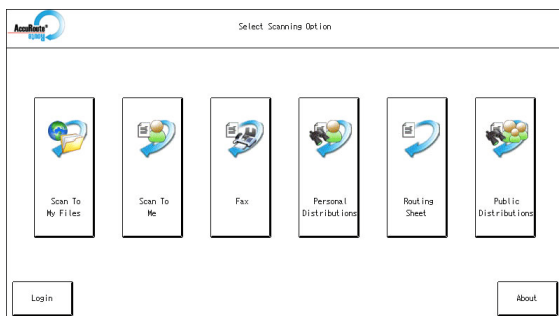 AccuRoute®
Select Scanning Option
Scan To
My Files
Scan To
Me
Fax
Personal
Distributions
Routing
Sheet
Public
Distributions
Login
About